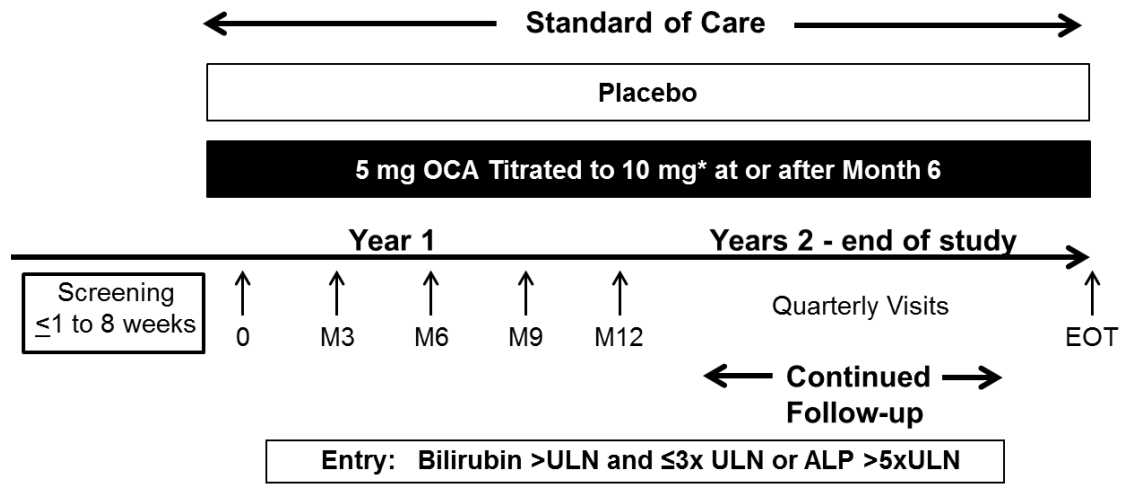 Standard of Care
Placebo
5 mg OCA Titrated to 10 mg* at or after Month 6
Year 1
Years 2 - end of study
Screening
≤1 to 8 weeks
0
M3
M6
M9
M12
Quarterly Visits
EOT
Continued
Follow-up
Entry: Bilirubin >ULN and ≤3x ULN or ALP >5xULN